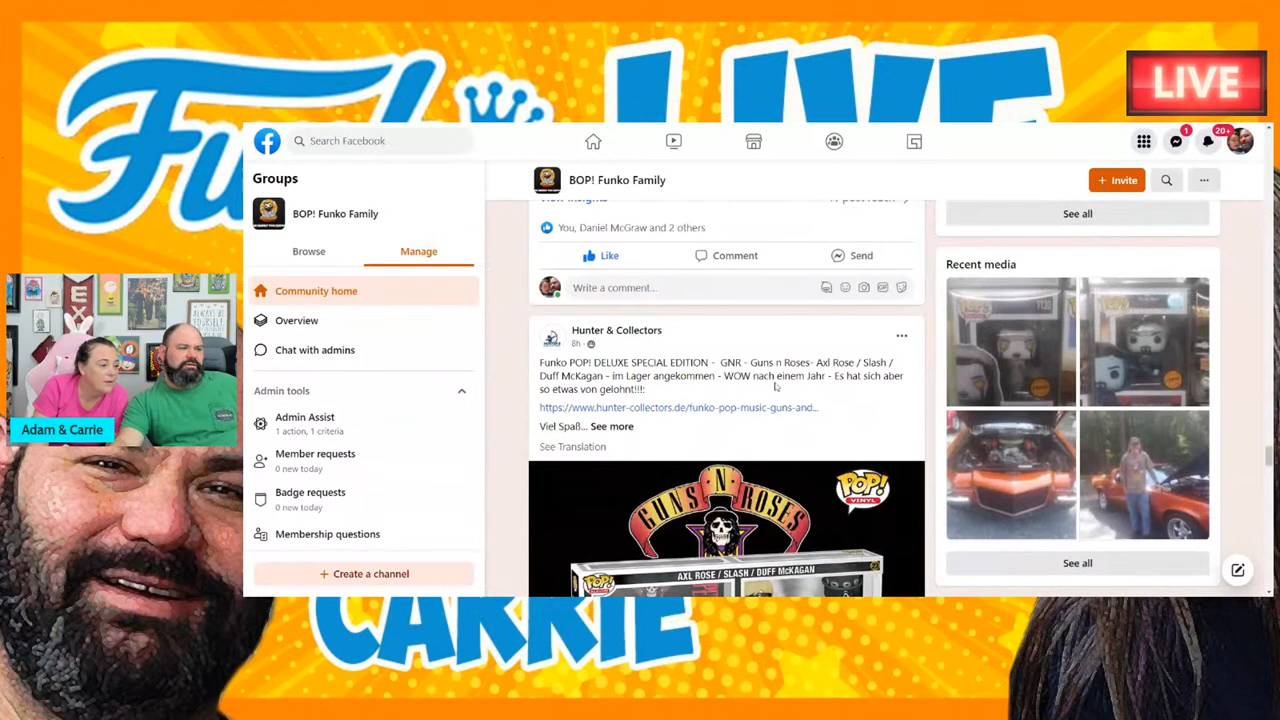 Funko
LIVE
LIVE
Search Facebook
1
20+
Groups
BOP! Funko Family
Invite
BOP! Funko Family
See all
You, Daniel McGraw and 2 others
Browse
Manage
Like
Comment
Send
Recent media
Write a comment...
Community home
Overview
Chat with admins
Hunter & Collectors
8h
Funko POP! DELUXE SPECIAL EDITION - GNR - Guns n Roses- Axl Rose / Slash /
Duff McKagan - im Lager angekommen - WOW nach einem Jahr - Es hat sich aber
so etwas von gelohnt!!!:
https://www.hunter-collectors.de/funko-pop-music-guns-and...
Viel Spaß... See more
See Translation
Admin tools
Admin Assist
1 action, 1 criteria
Member requests
0 new today
Badge requests
0 new today
Membership questions
Create a channel
Adam & Carrie
GUNS N ROSES
POP!
VINYL
POP!
AXL ROSE / SLASH / DUFF McKAGAN
See all
CARRIE